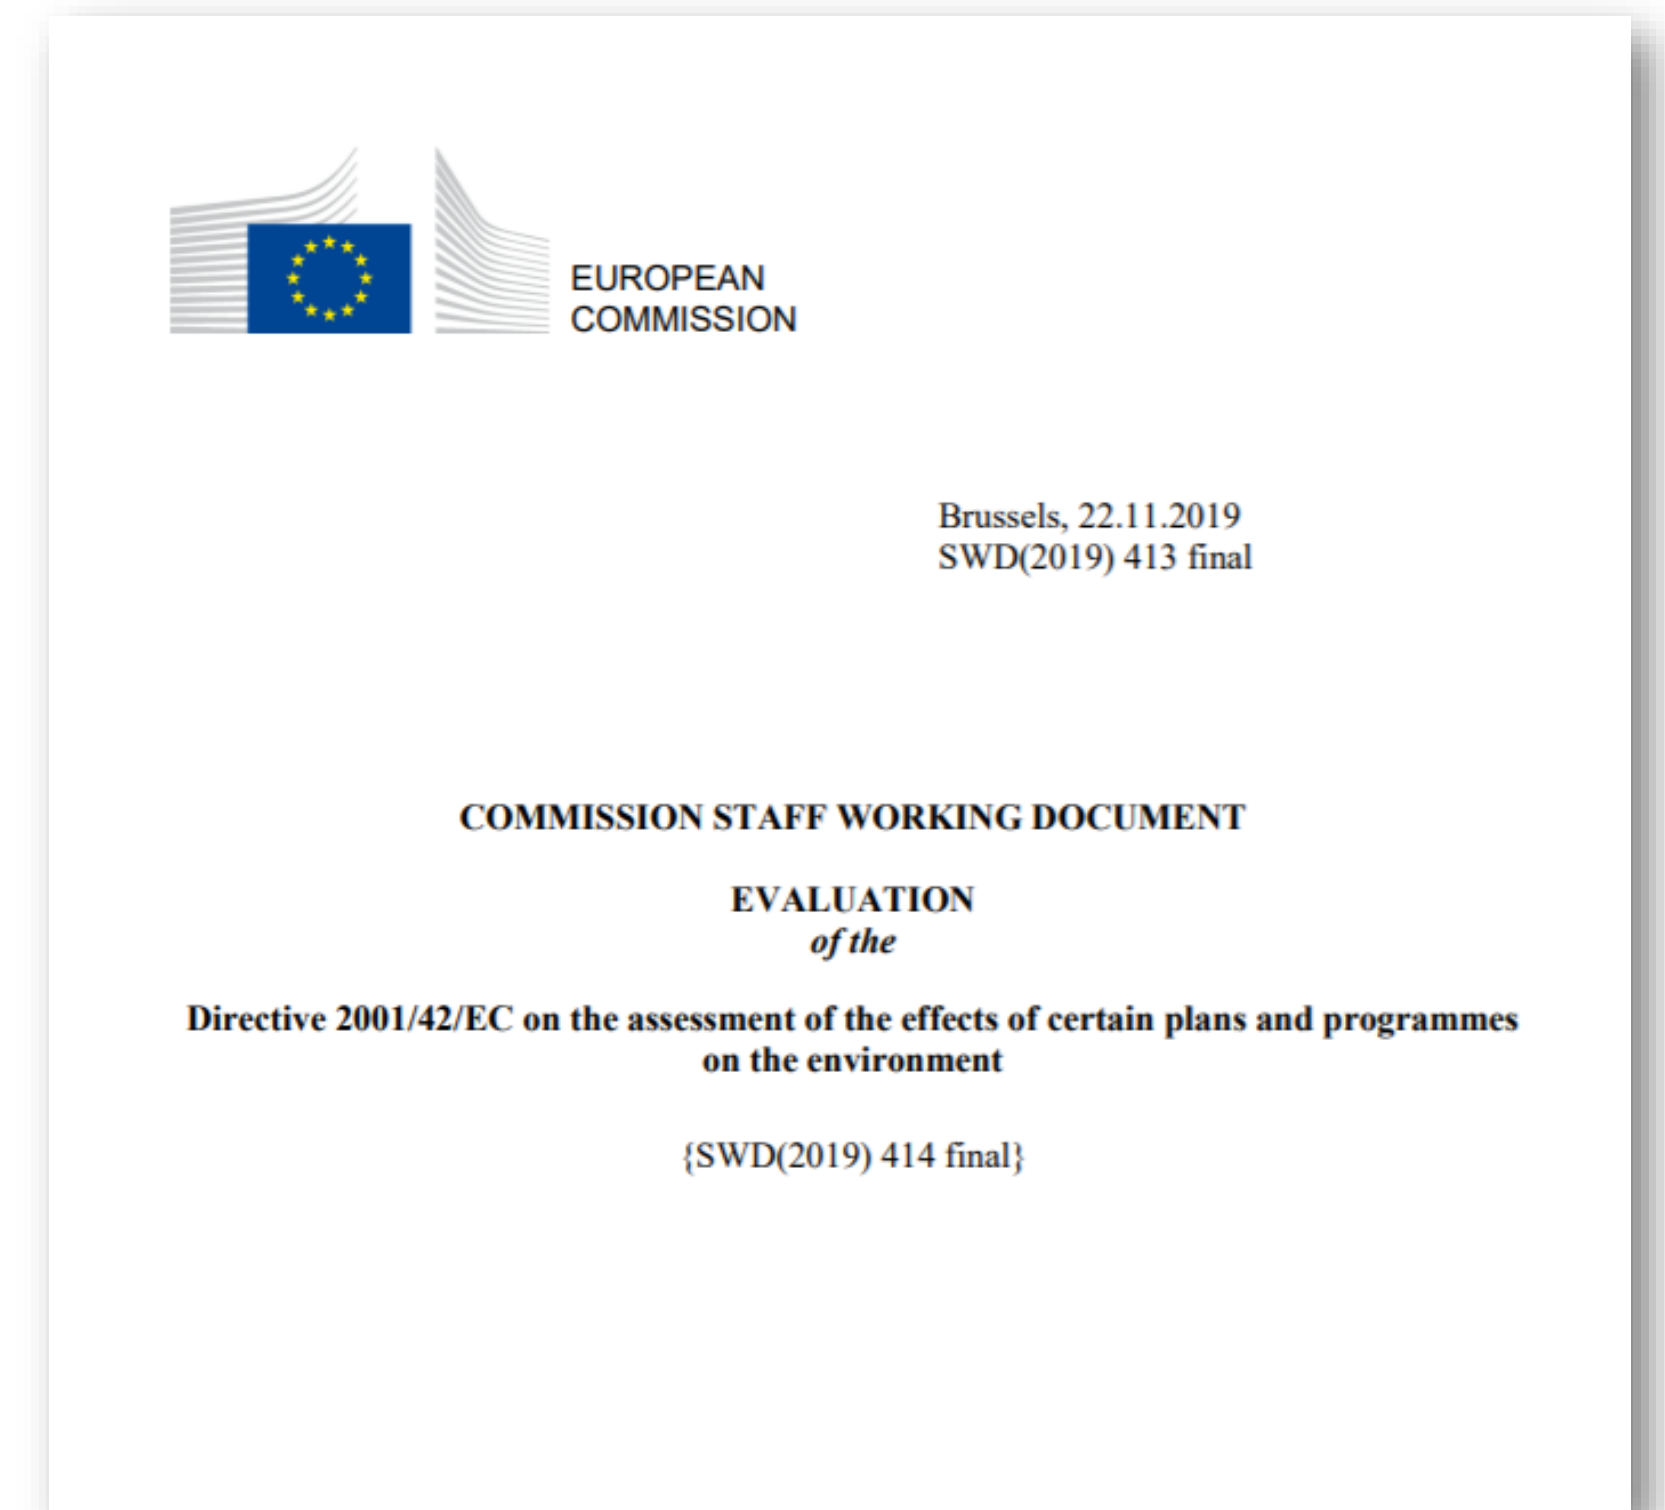 EUROPEAN
COMMISSION
Brussels, 22.11.2019
SWD(2019) 413 final
COMMISSION STAFF WORKING DOCUMENT
EVALUATION
of the
Directive 2001/42/EC on the assessment of the effects of certain plans and programmes
on the environment
{SWD(2019) 414 final}